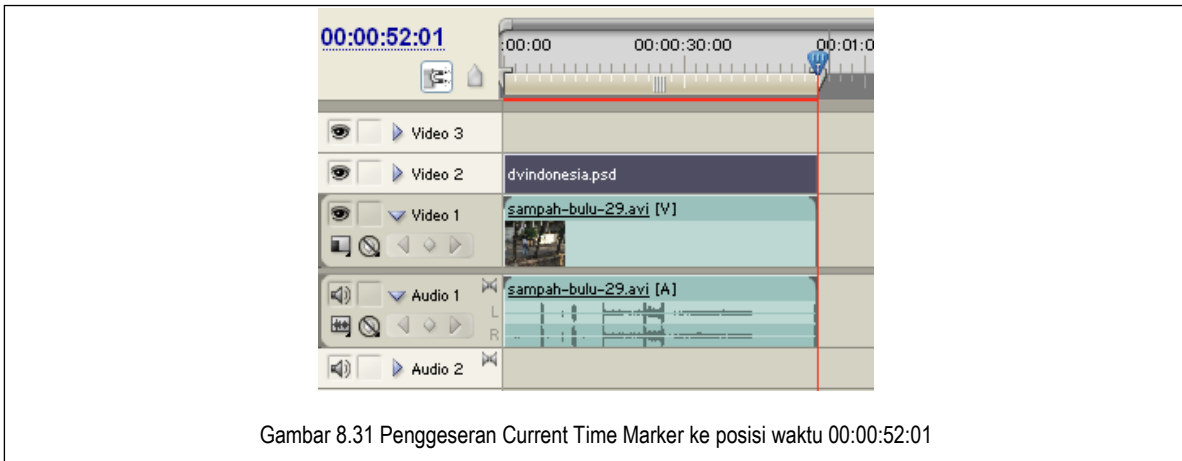 00:00:52:01
:00:00 00:00:30:00 00:01:0
Video 3
Video 2 dvindonesia.psd
Video 1 sampah-bulu-29.avi [V]
Audio 1 sampah-bulu-29.avi [A]
L
R
Audio 2
Gambar 8.31 Penggeseran Current Time Marker ke posisi waktu 00:00:52:01